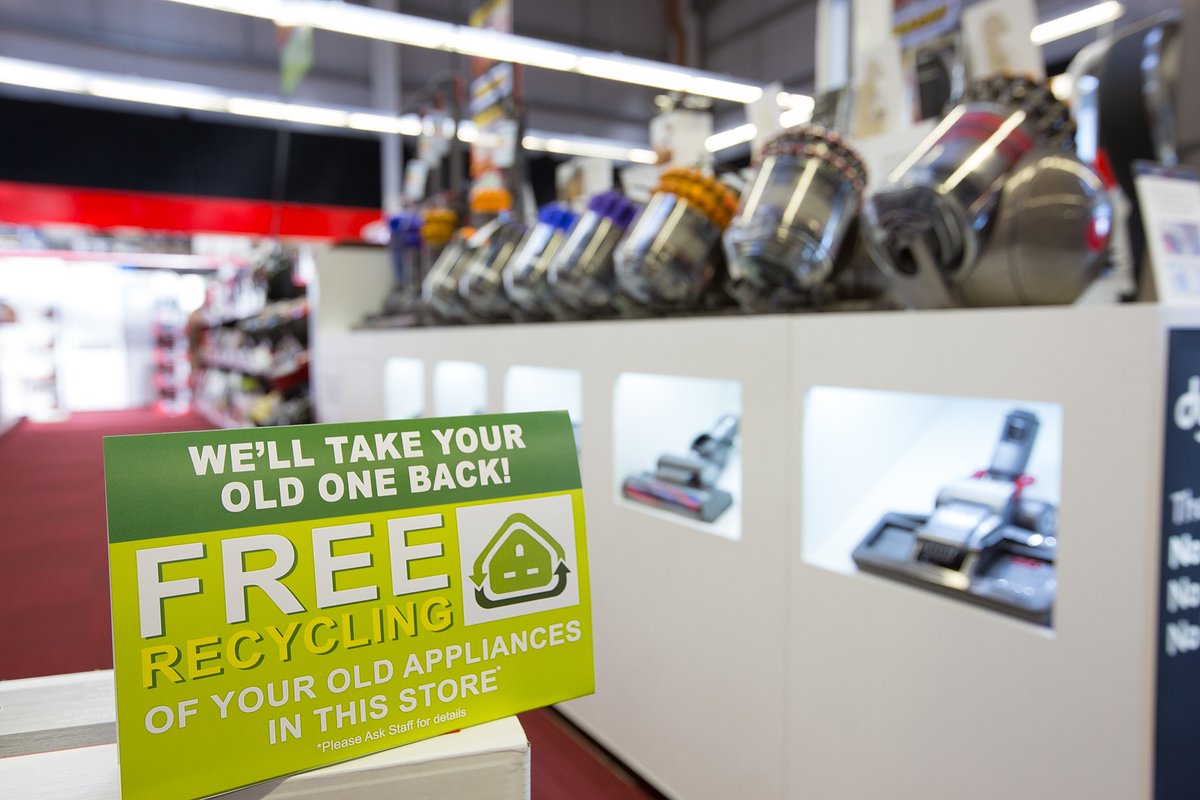 WE'LL TAKE YOUR
OLD ONE BACK!
FREE
RECYCLING
OF YOUR OLD APPLIANCES
IN THIS STORE*
*Please Ask Staff for details